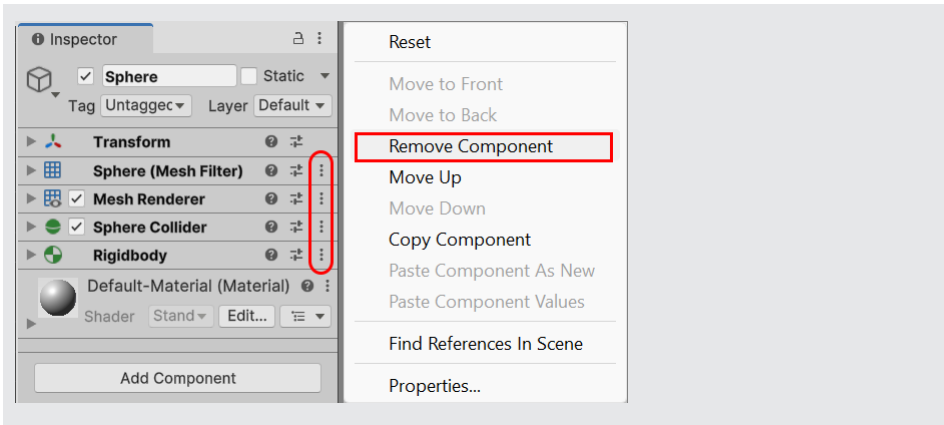 Inspector
Sphere Static
Tag Untaggec Layer Default
Transform
Sphere (Mesh Filter)
Mesh Renderer
Sphere Collider
Rigidbody
Default-Material (Material)
Shader Stand Edit...
Add Component
Reset
Move to Front
Move to Back
Remove Component
Move Up
Move Down
Copy Component
Paste Component As New
Paste Component Values
Find References In Scene
Properties...